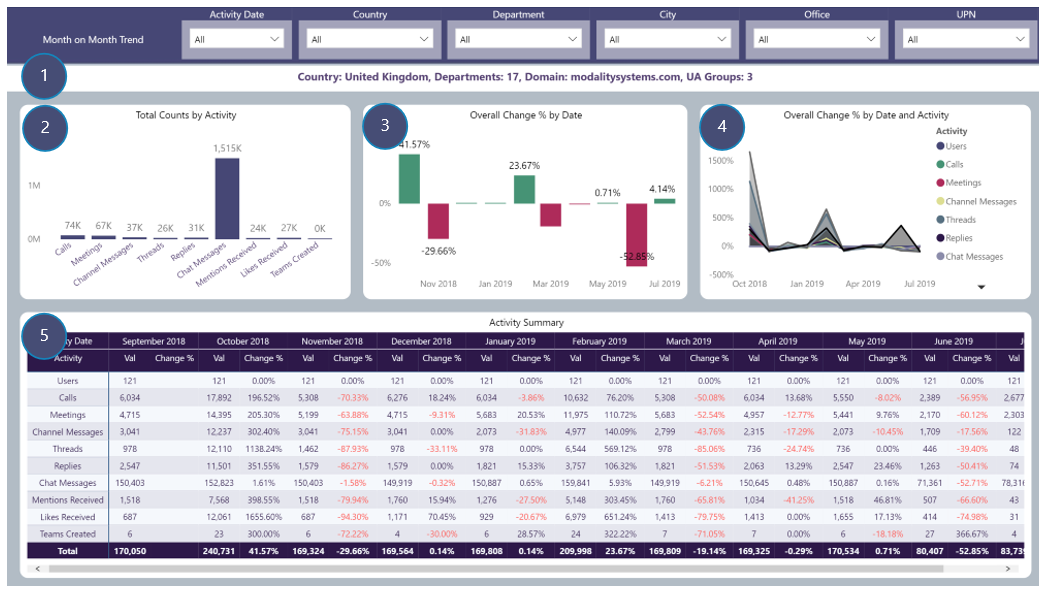 Activity Date Country Department City Office UPN
Month on Month Trend All All All All All All
1 Country: United Kingdom, Departments: 17, Domain: modalitysystems.com, UA Groups: 3
2 Total Counts by Activity
1M
0M
74K 67K 37K 26K 31K 1,515K 24K 27K 0K
Calls Meetings Channel Messages Threads Replies Chat Messages Mentions Received Likes Received Teams Created
3 Overall Change % by Date
41.57%
23.67%
0.71% 4.14%
0%
-29.66%
-52.85%
-50%
Nov 2018 Jan 2019 Mar 2019 May 2019 Jul 2019
4 Overall Change % by Date and Activity
Activity
Users
Calls
Meetings
Channel Messages
Threads
Replies
Chat Messages
1500%
1000%
500%
0%
-500%
Oct 2018 Jan 2019 Apr 2019 Jul 2019
5 Activity Summary
ty Date September 2018 October 2018 November 2018 December 2018 January 2019 February 2019 March 2019 April 2019 May 2019 June 2019 J
Activity Val Change % Val Change % Val Change % Val Change % Val Change % Val Change % Val Change % Val Change % Val Change % Val Change % Val
Users 121 121 0.00% 121 0.00% 121 0.00% 121 0.00% 121 0.00% 121 0.00% 121 0.00% 121 0.00% 121 0.00% 121
Calls 6,034 17,892 196.52% 5,308 -70.33% 6,276 18.24% 6,034 -3.86% 10,632 76.20% 5,308 -50.08% 6,034 13.68% 5,550 -8.02% 2,389 -56.95% 2,677
Meetings 4,715 14,395 205.30% 5,199 -63.88% 4,715 -9.31% 5,683 20.53% 11,975 110.72% 5,683 -52.54% 4,957 -12.77% 5,441 9.76% 2,170 -60.12% 2,303
Channel Messages 3,041 12,237 302.40% 3,041 -75.15% 3,041 0.00% 2,073 -31.83% 4,977 140.09% 2,799 -43.76% 2,315 -17.29% 2,073 -10.45% 1,709 -17.56% 122
Threads 978 12,110 1138.24% 1,462 -87.93% 978 -33.11% 978 0.00% 6,544 569.12% 978 -85.06% 736 -24.74% 736 0.00% 446 -39.40% 48
Replies 2,547 11,501 351.55% 1,579 -86.27% 1,579 0.00% 1,821 15.33% 3,757 106.32% 1,821 -51.53% 2,063 13.29% 2,547 23.46% 1,263 -50.41% 74
Chat Messages 150,403 152,823 1.61% 150,403 -1.58% 149,919 -0.32% 150,887 0.65% 159,841 5.93% 149,919 -6.21% 150,645 0.48% 150,887 0.16% 71,361 -52.71% 78,316
Mentions Received 1,518 7,568 398.55% 1,518 -79.94% 1,760 15.94% 1,276 -27.50% 5,148 303.45% 1,760 -65.81% 1,034 -41.25% 1,518 46.81% 507 -66.60% 43
Likes Received 687 12,061 1655.60% 687 -94.30% 1,171 70.45% 929 -20.67% 6,979 651.24% 1,413 -79.75% 1,413 0.00% 1,655 17.13% 414 -74.98% 31
Teams Created 6 23 300.00% 6 -72.22% 4 -30.00% 6 28.57% 24 322.22% 7 -71.05% 7 0.00% 6 -18.18% 27 366.67% 4
Total 170,050 240,731 41.57% 169,324 -29.66% 169,564 0.14% 169,808 0.14% 209,998 23.67% 169,809 -19.14% 169,325 -0.29% 170,534 0.71% 80,407 -52.85% 83,739